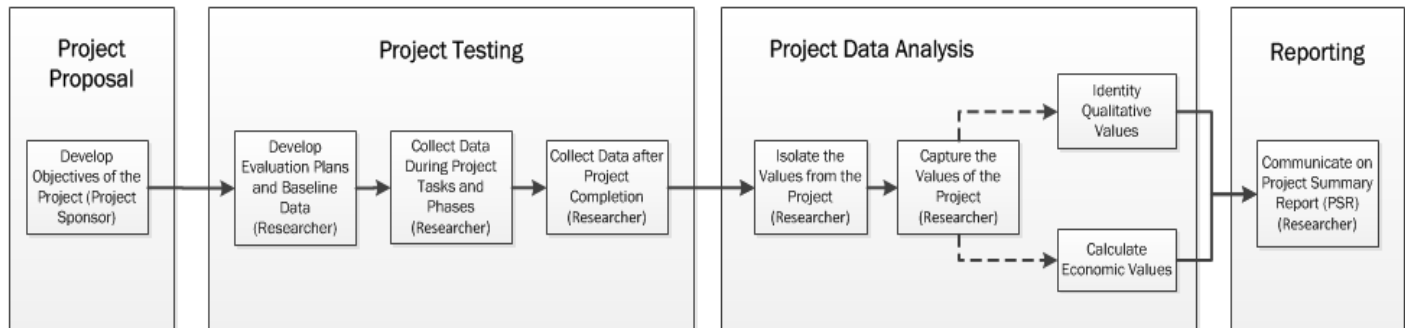 Project
Proposal
Develop
Objectives of the
Project (Project
Sponsor)
Project Testing
Develop
Evaluation Plans
and Baseline
Data
(Researcher)
Collect Data
During Project
Tasks and
Phases
(Researcher)
Collect Data after
Project
Completion
(Researcher)
Project Data Analysis
Isolate the
Values from the
Project
(Researcher)
Capture the
Values of the
Project
(Researcher)
Identity
Qualitative
Values
Calculate
Economic Values
Reporting
Communicate on
Project Summary
Report (PSR)
(Researcher)